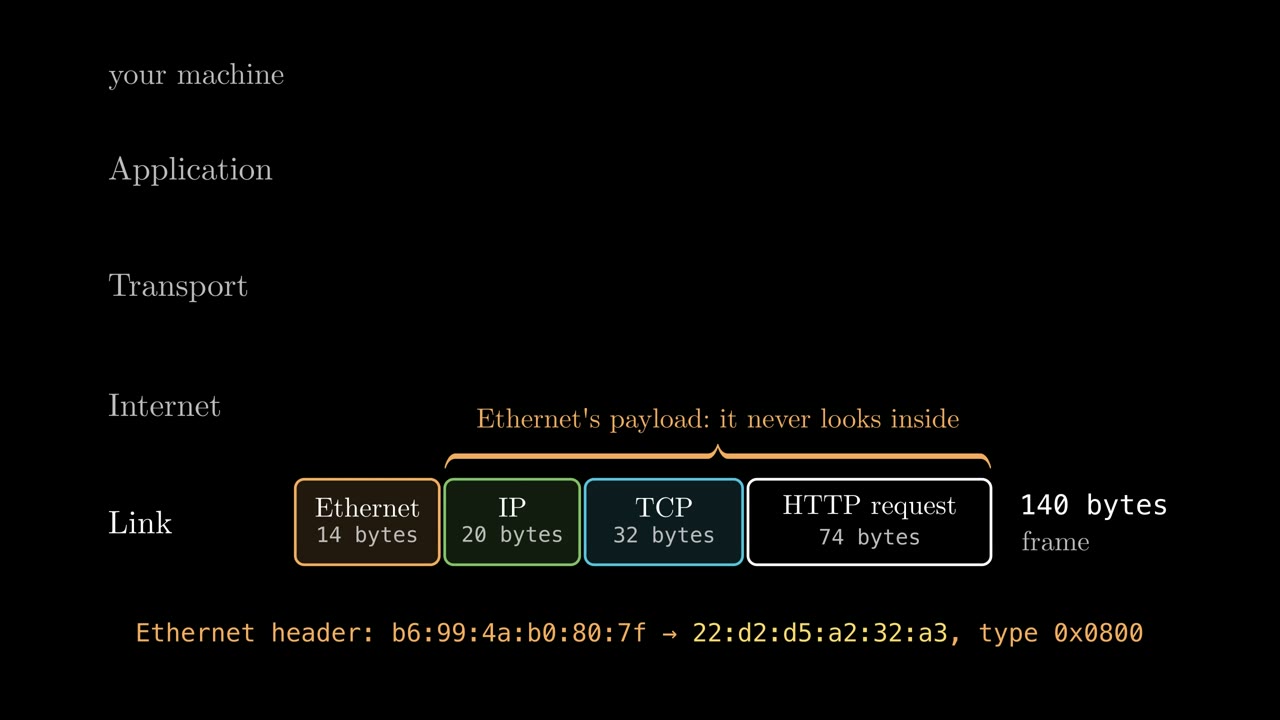 your machine
Application
Transport
Internet
Ethernet's payload: it never looks inside
Link
Ethernet
14 bytes
IP
20 bytes
TCP
32 bytes
HTTP request
74 bytes
140 bytes
frame
Ethernet header: b6:99:4a:b0:80:7f → 22:d2:d5:a2:32:a3, type 0x0800